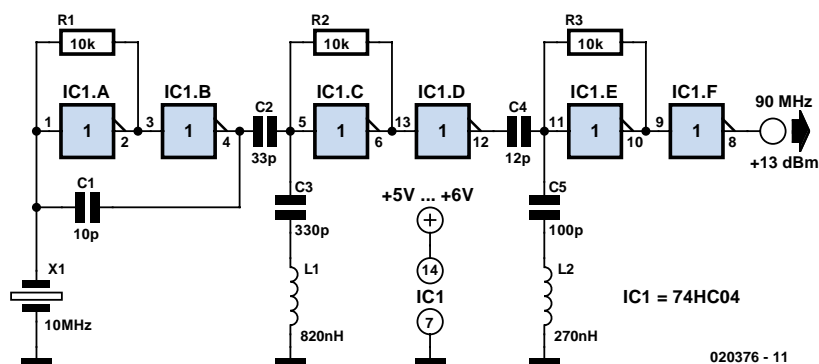 R1
10k
R2
10k
R3
10k
IC1.A
IC1.B
IC1.C
IC1.D
IC1.E
IC1.F
1
1
2
3
1
4
C2
33p
5
1
6
13
1
12
C4
12p
11
1
10
9
1
8
90 MHz
+13 dBm
C1
10p
C3
330p
+5V ... +6V
+
14
IC1
7
C5
100p
X1
10MHz
L1
820nH
L2
270nH
IC1 = 74HC04
020376 - 11